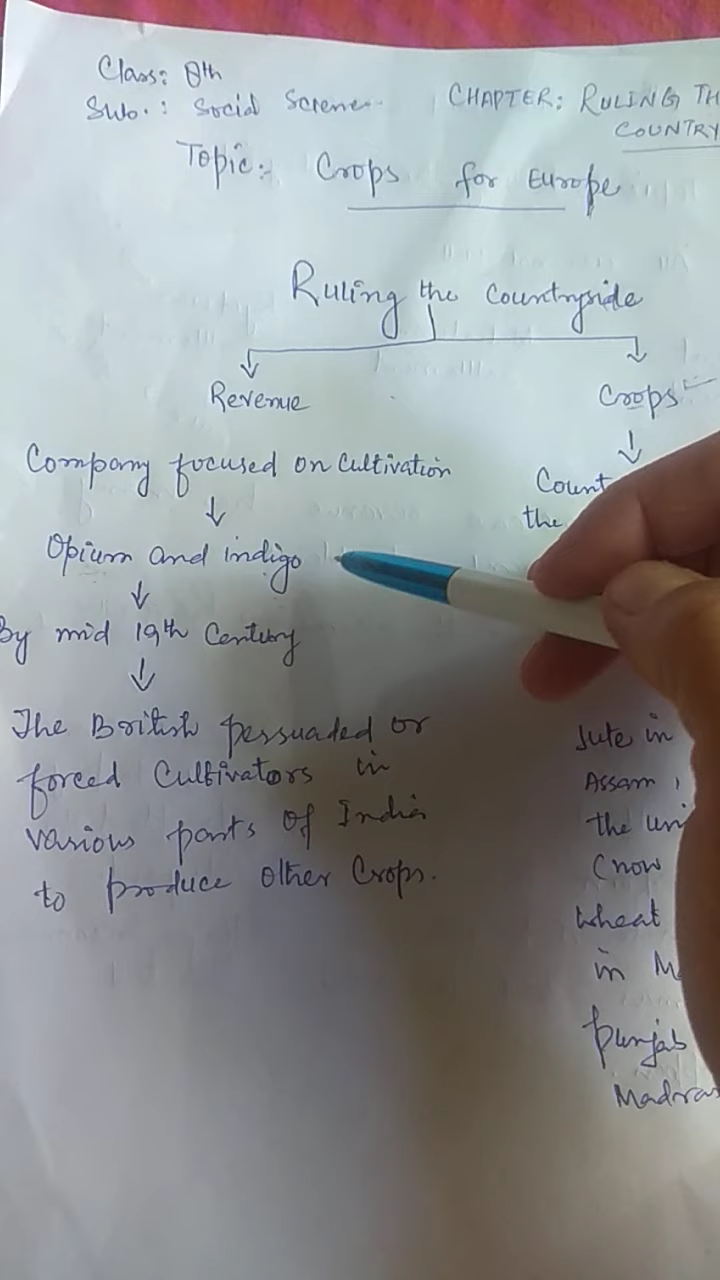 Class: 8th
Sub.: Social Science
CHAPTER: RULING TH
COUNTRY
Topic: Crops for Europe
Ruling the Countryside
Revenue
Crops
Company focused on Cultivation
Count
the
Opium and indigo
By mid 19th Century
The British persuaded or
forced Cultivators in
various parts of India
to produce other Crops.
Jute in
Assam,
the uni
(now
wheat
in M
Punjab
Madras